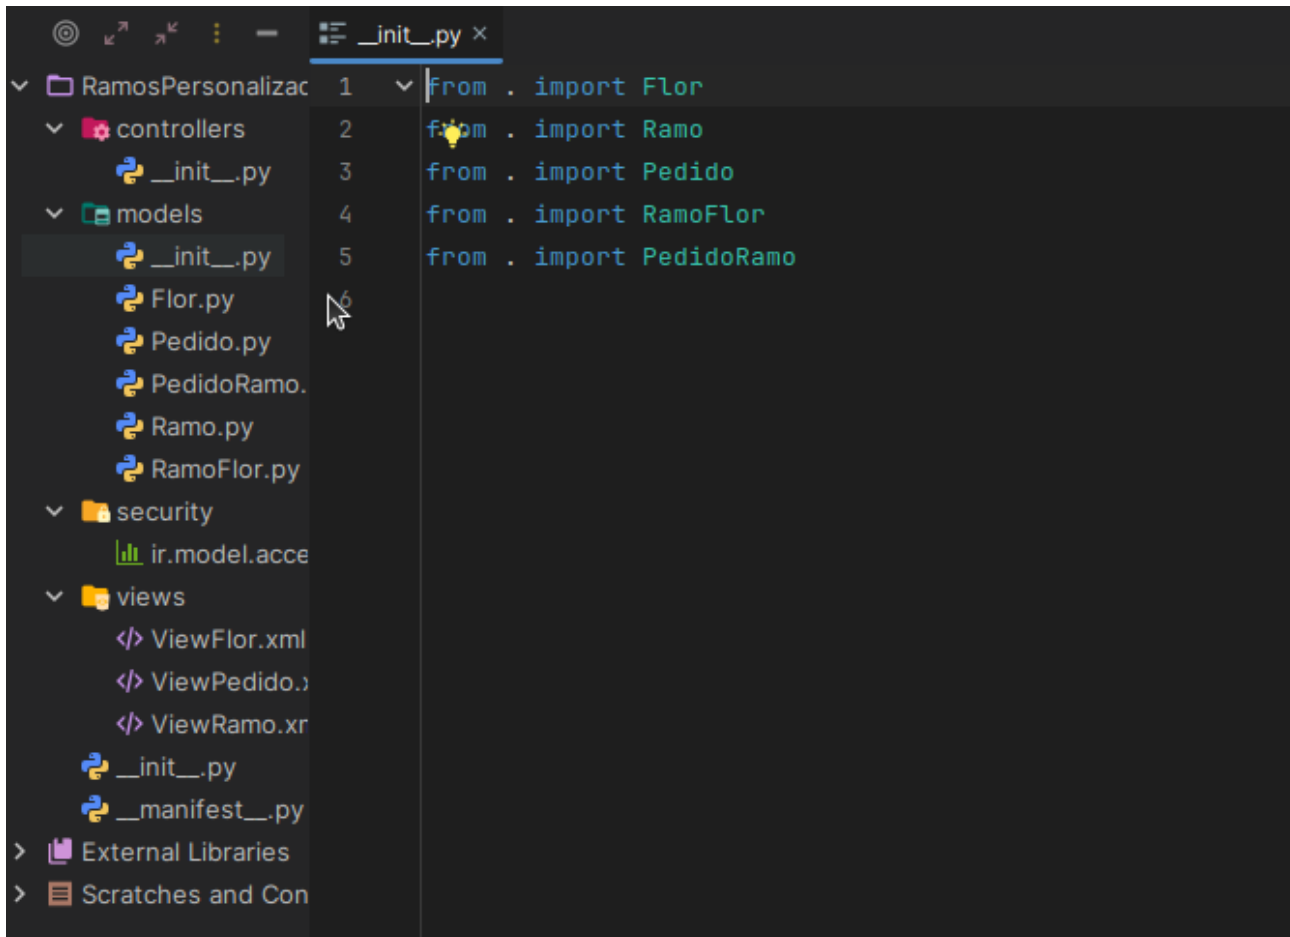 __init__.py
RamosPersonalizac
controllers
__init__.py
models
__init__.py
Flor.py
Pedido.py
PedidoRamo.
Ramo.py
RamoFlor.py
security
ir.model.acce
views
ViewFlor.xml
ViewPedido.
ViewRamo.xm
__init__.py
__manifest__.py
External Libraries
Scratches and Con
1 from . import Flor
2 from . import Ramo
3 from . import Pedido
4 from . import RamoFlor
5 from . import PedidoRamo
6